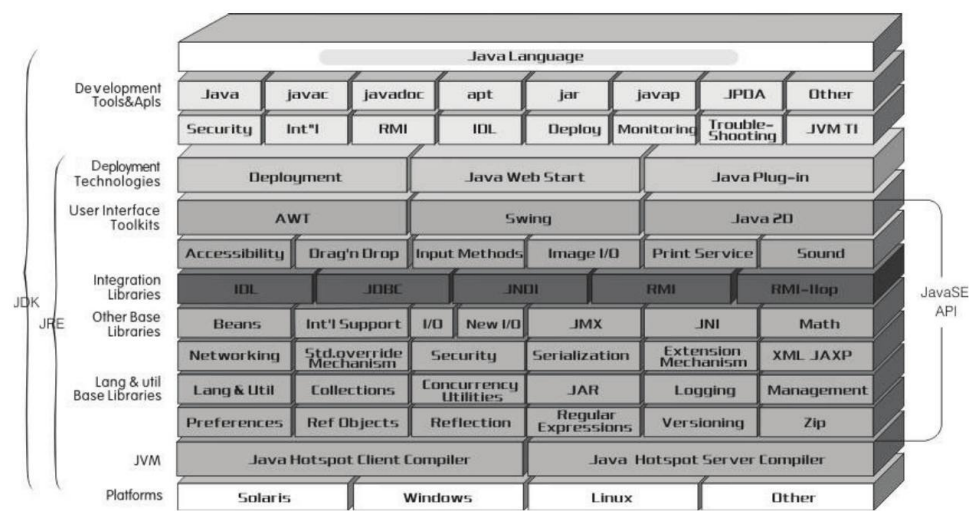 Java Language
Development
Tools&Apls
Java javac javadoc apt jar javap JPDA Other
Security Int"l RMI IDL Deploy Monitoring Trouble-
Shooting JVM TI
Deployment
Technologies
Deployment Java Web Start Java Plug-in
User Interface
Toolkits
AWT Swing Java 2D
Accessibility Drag'n Drop Input Methods Image I/O Print Service Sound
Integration
Libraries
IDL JDBC JNDI RMI RMI-IIop
JDK
JRE
JavaSE
API
Other Base
Libraries
Beans Int'l Support I/O New I/O JMX JNI Math
Networking Std.override
Mechanism Security Serialization Extension
Mechanism XML JAXP
Lang & util
Base Libraries
Lang & Util Collections Concurrency
Utilities JAR Logging Management
Preferences Ref Objects Reflection Regular
Expressions Versioning Zip
JVM
Java Hotspot Client Compiler Java Hotspot Server Compiler
Platforms
Solaris Windows Linux Other